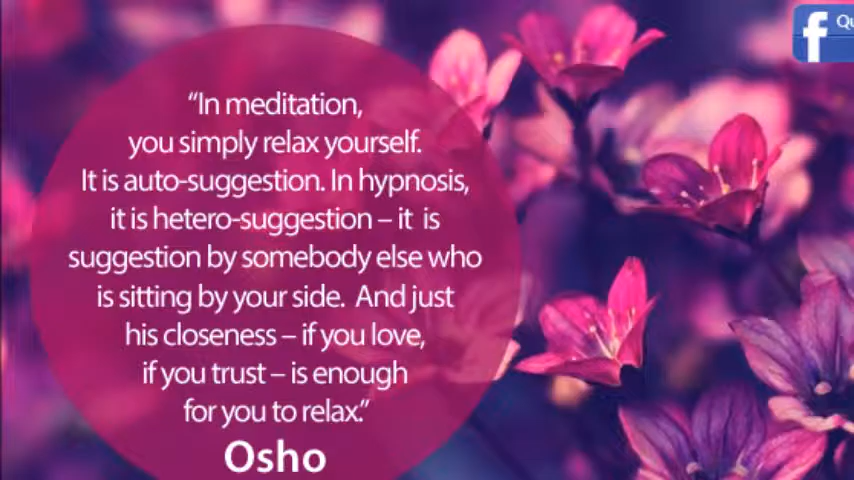 “In meditation,
you simply relax yourself.
It is auto-suggestion. In hypnosis,
it is hetero-suggestion – it is
suggestion by somebody else who
is sitting by your side. And just
his closeness – if you love,
if you trust – is enough
for you to relax.”
Osho